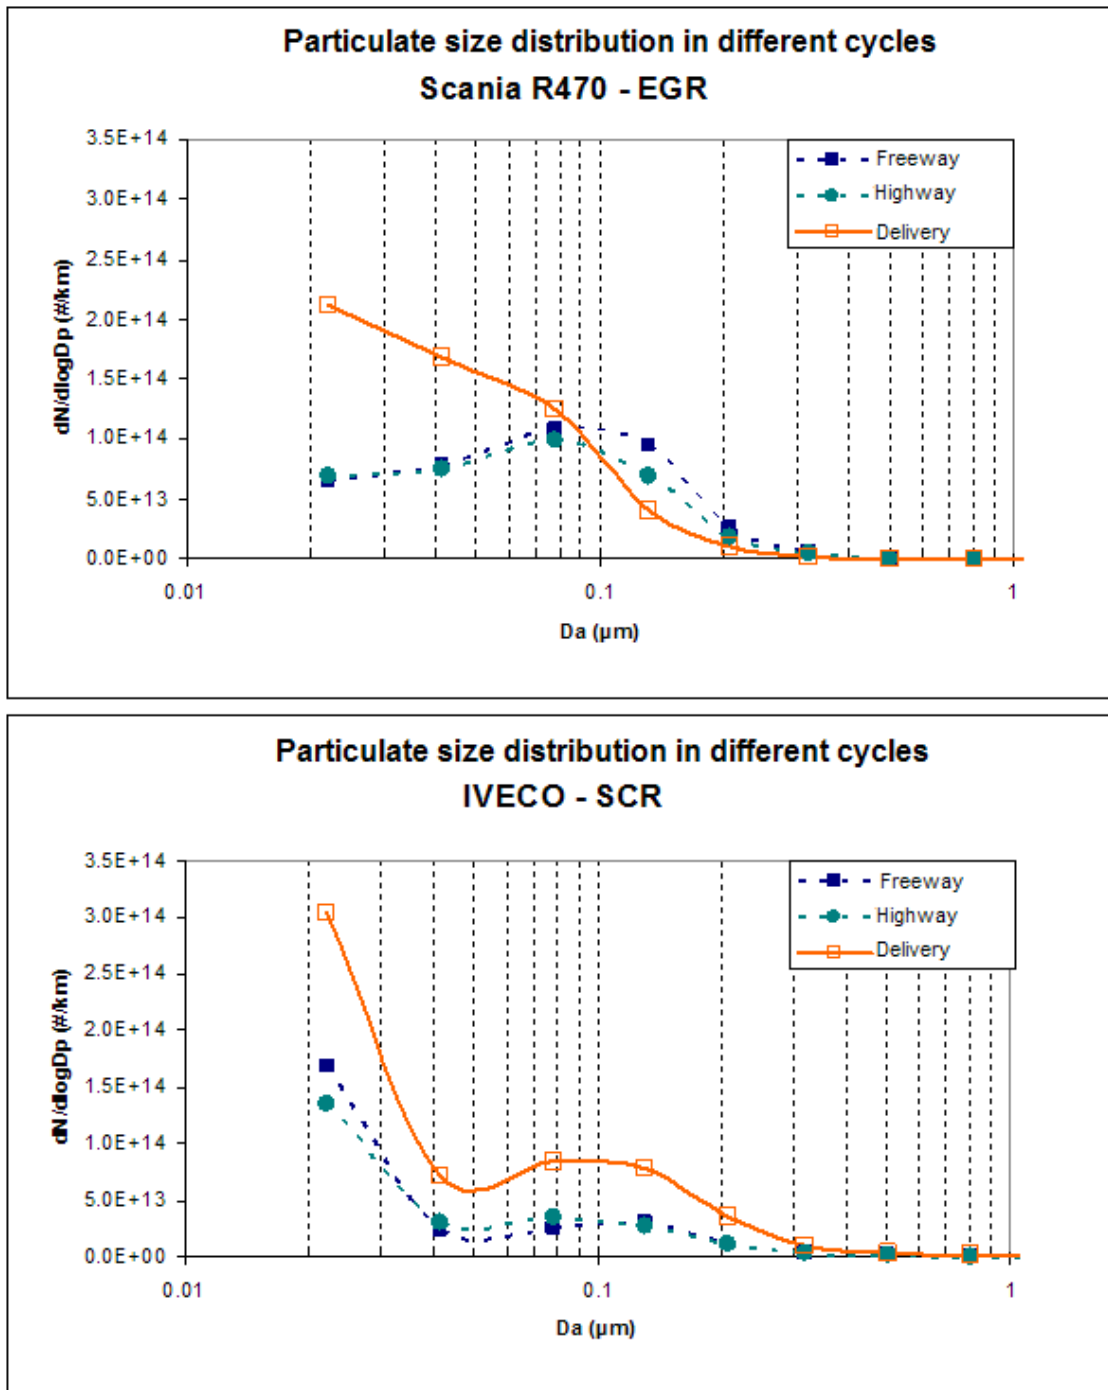 Particulate size distribution in different cycles
Scania R470 - EGR
3.5E+14
3.0E+14
2.5E+14
2.0E+14
1.5E+14
1.0E+14
5.0E+13
0.0E+00
dN/dlogDp (#/km)
0.01
0.1
1
Da (µm)
Freeway
Highway
Delivery
Particulate size distribution in different cycles
IVECO - SCR
3.5E+14
3.0E+14
2.5E+14
2.0E+14
1.5E+14
1.0E+14
5.0E+13
0.0E+00
dN/dlogDp (#/km)
0.01
0.1
1
Da (µm)
Freeway
Highway
Delivery